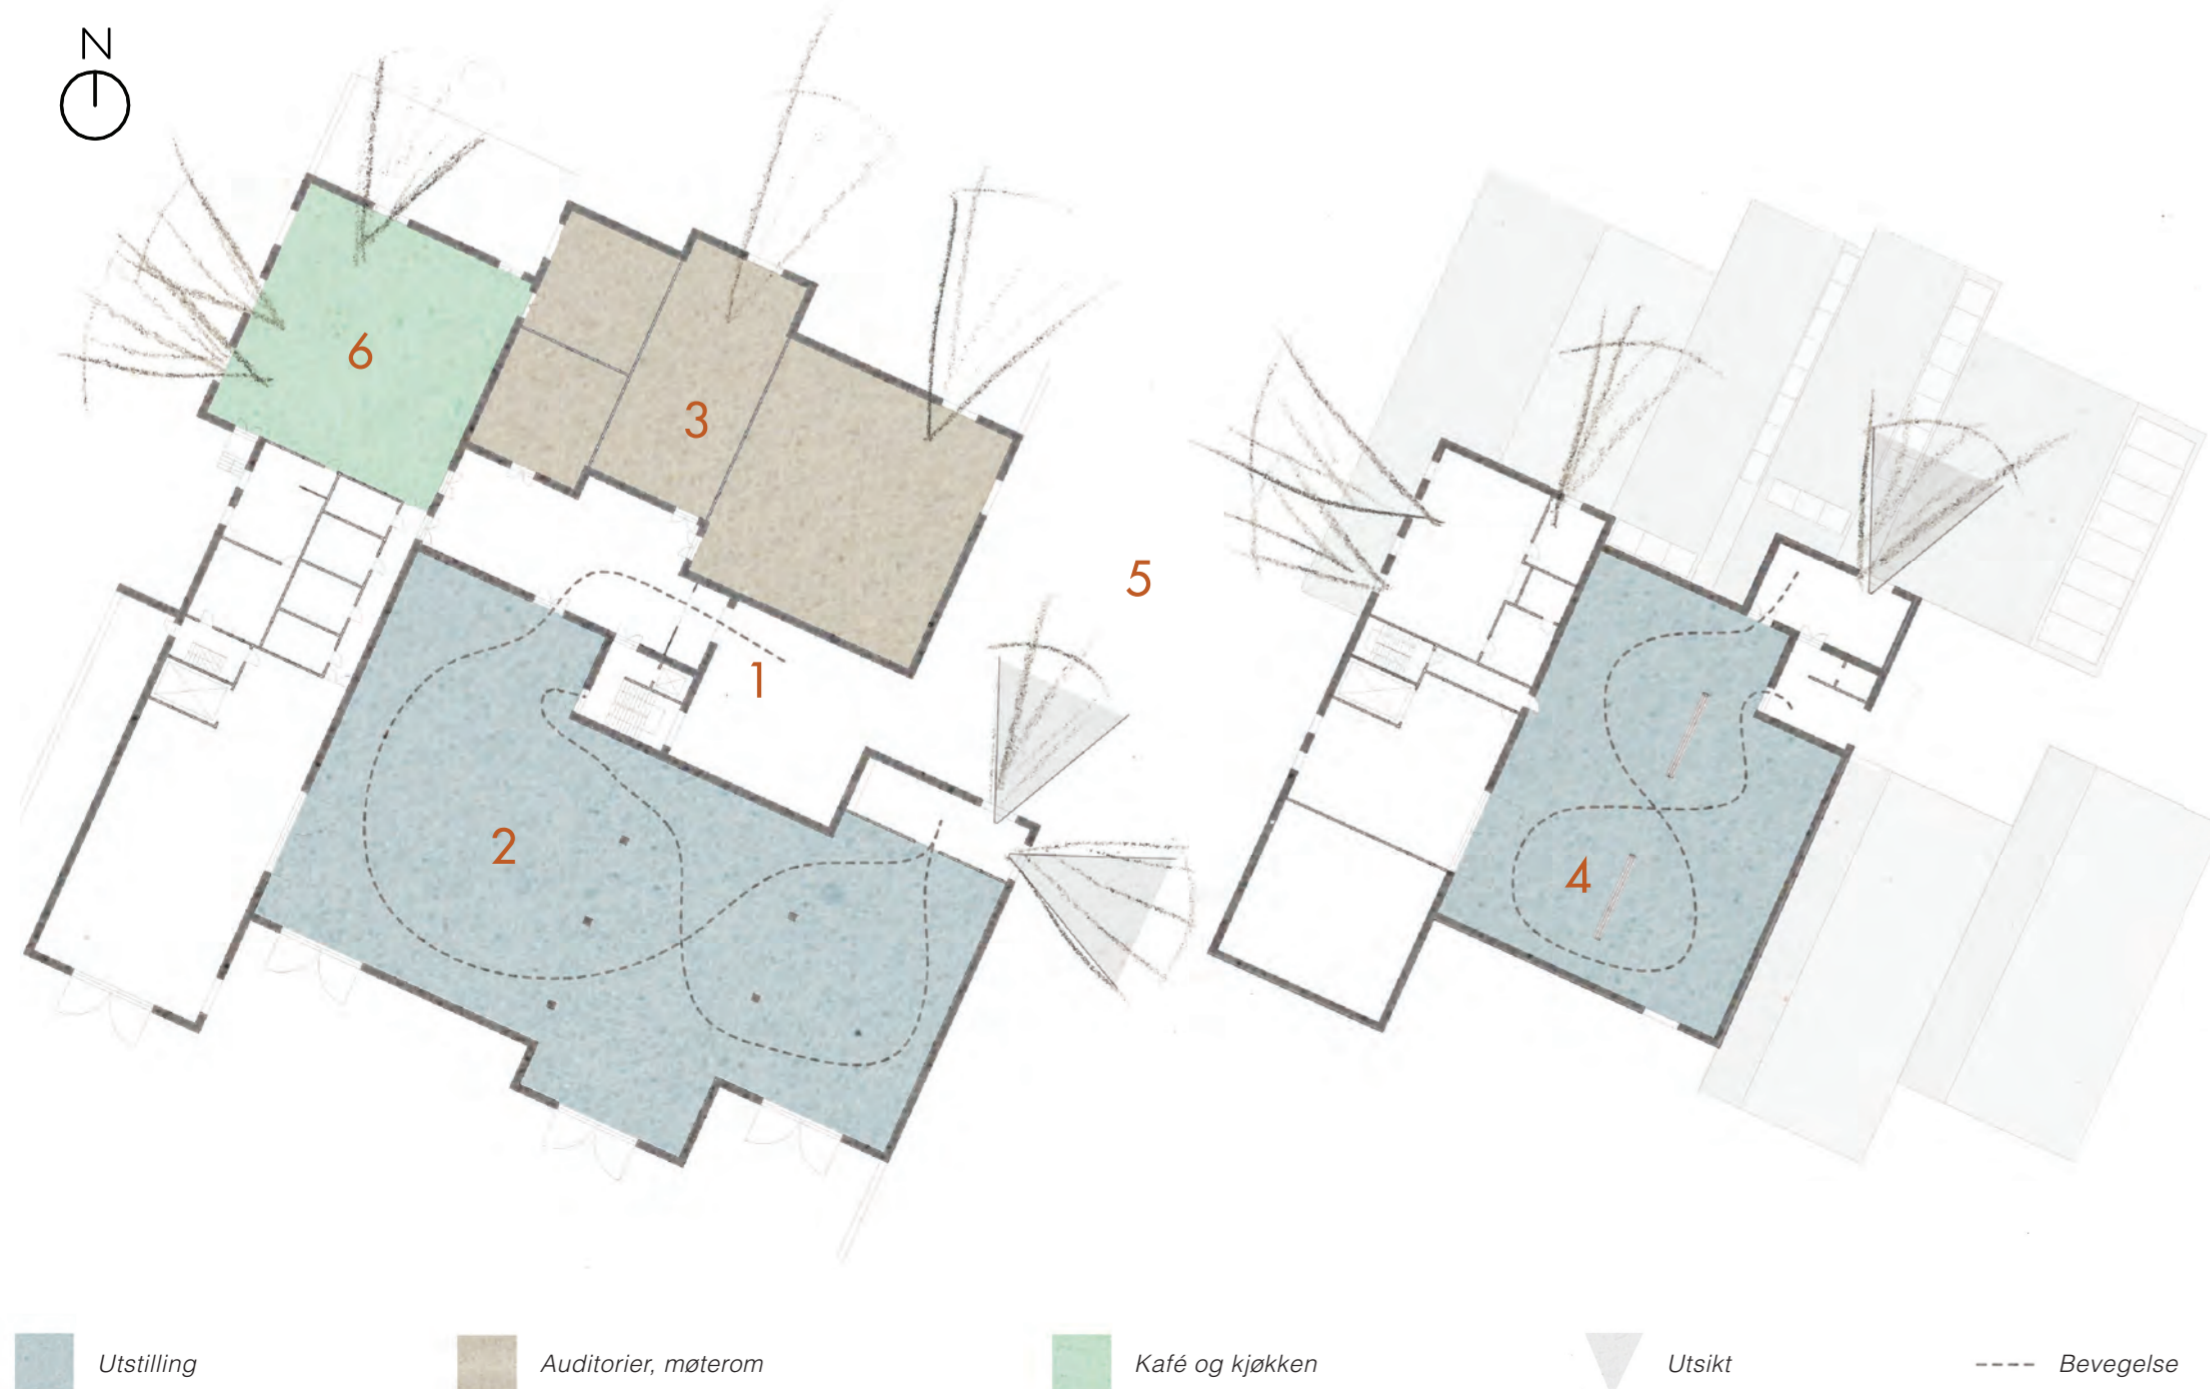 N
6
3
5
1
2
4
Utstilling
Auditorier, møterom
Kafé og kjøkken
Utsikt
Bevegelse